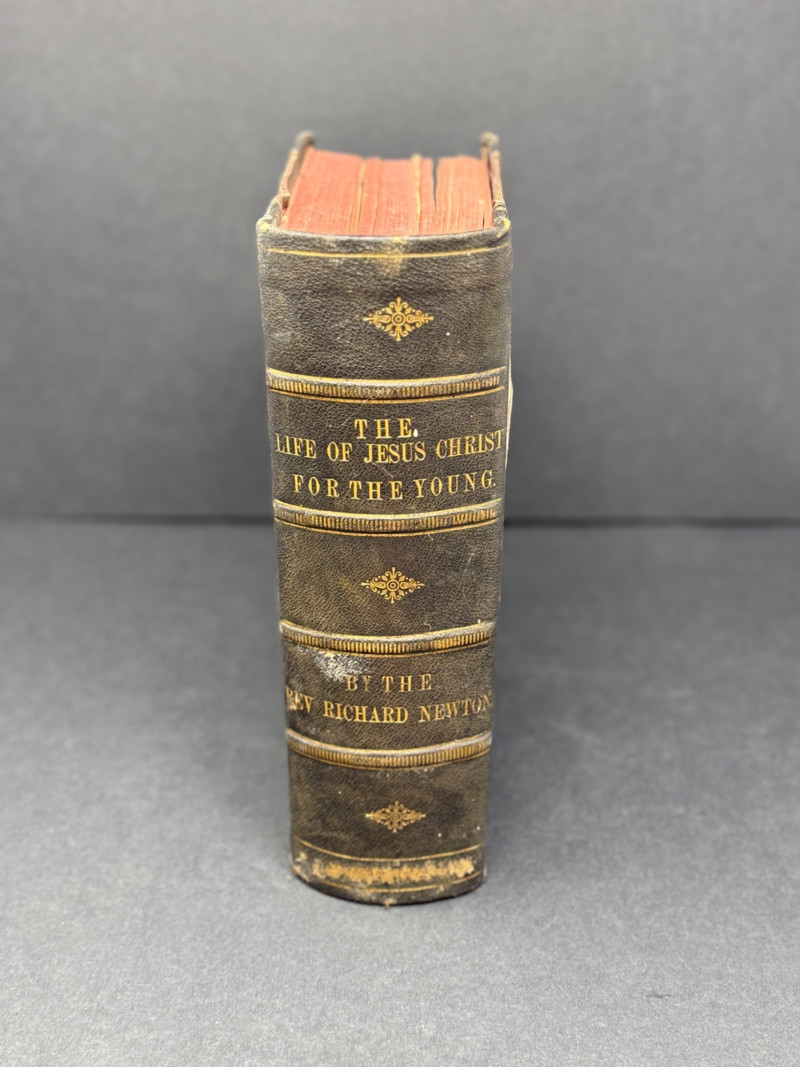 THE
LIFE OF JESUS CHRIST
FOR THE YOUNG.
BY THE
REV RICHARD NEWTON